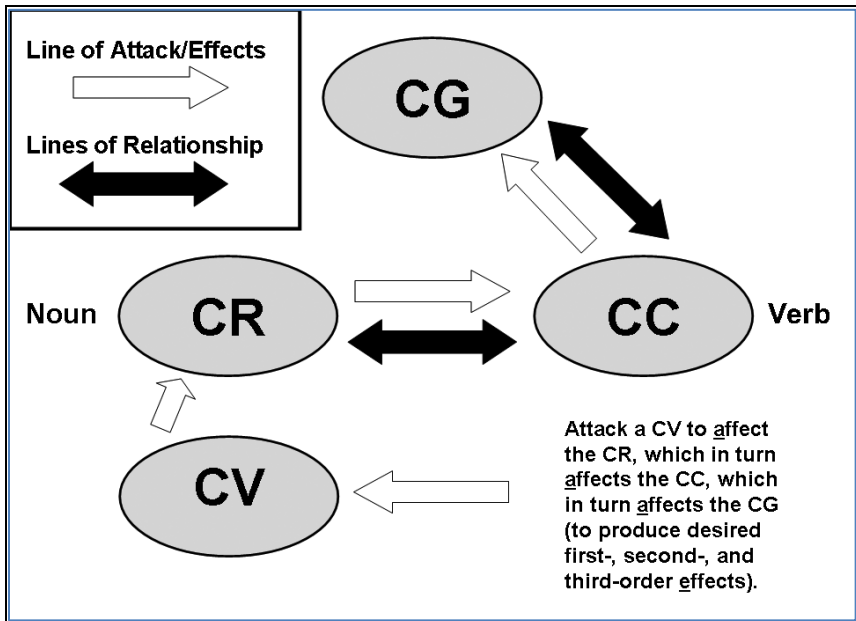 Line of Attack/Effects
Lines of Relationship
CG
Noun
CR
CC
Verb
CV
Attack a CV to affect
the CR, which in turn
affects the CC, which
in turn affects the CG
(to produce desired
first-, second-, and
third-order effects).